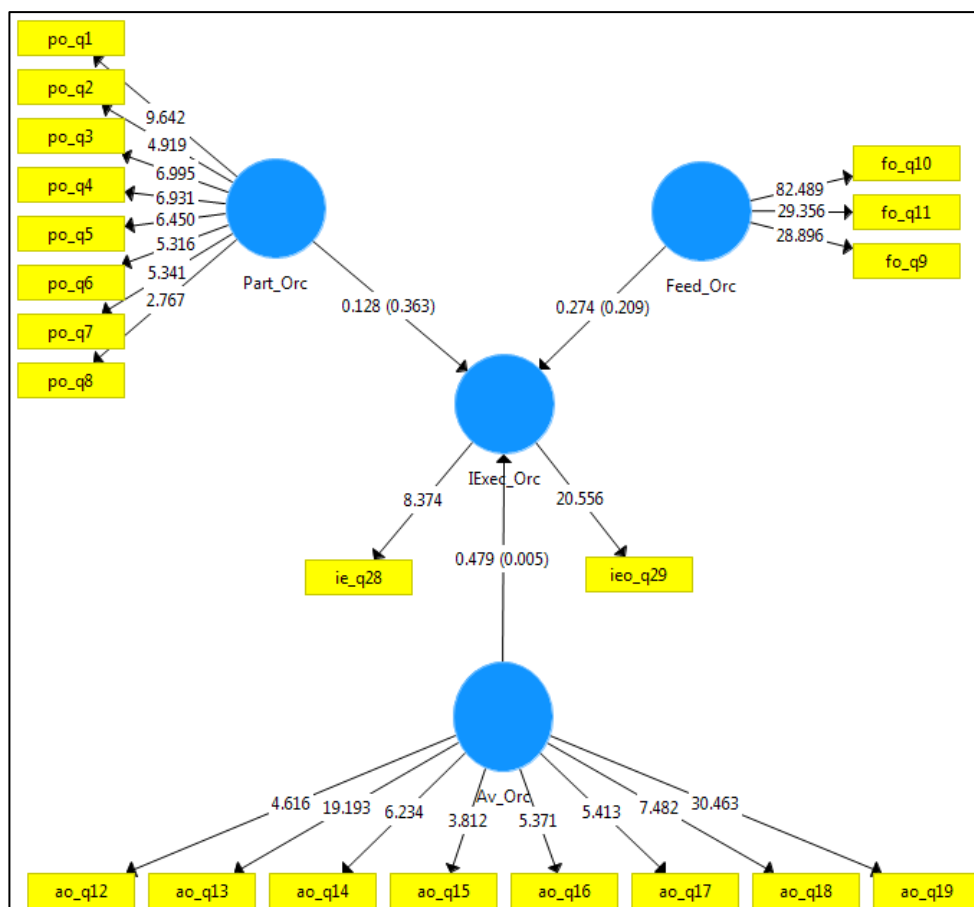 po_q1
po_q2
po_q3
po_q4
po_q5
po_q6
po_q7
po_q8
9.642
4.919
6.995
6.931
6.450
5.316
5.341
2.767
Part_Orc
Feed_Orc
82.489
29.356
28.896
fo_q10
fo_q11
fo_q9
0.128 (0.363)
0.274 (0.209)
IExec_Orc
8.374
20.556
ie_q28
ieo_q29
0.479 (0.005)
Av_Orc
4.616
19.193
6.234
3.812
5.371
5.413
7.482
30.463
ao_q12
ao_q13
ao_q14
ao_q15
ao_q16
ao_q17
ao_q18
ao_q19